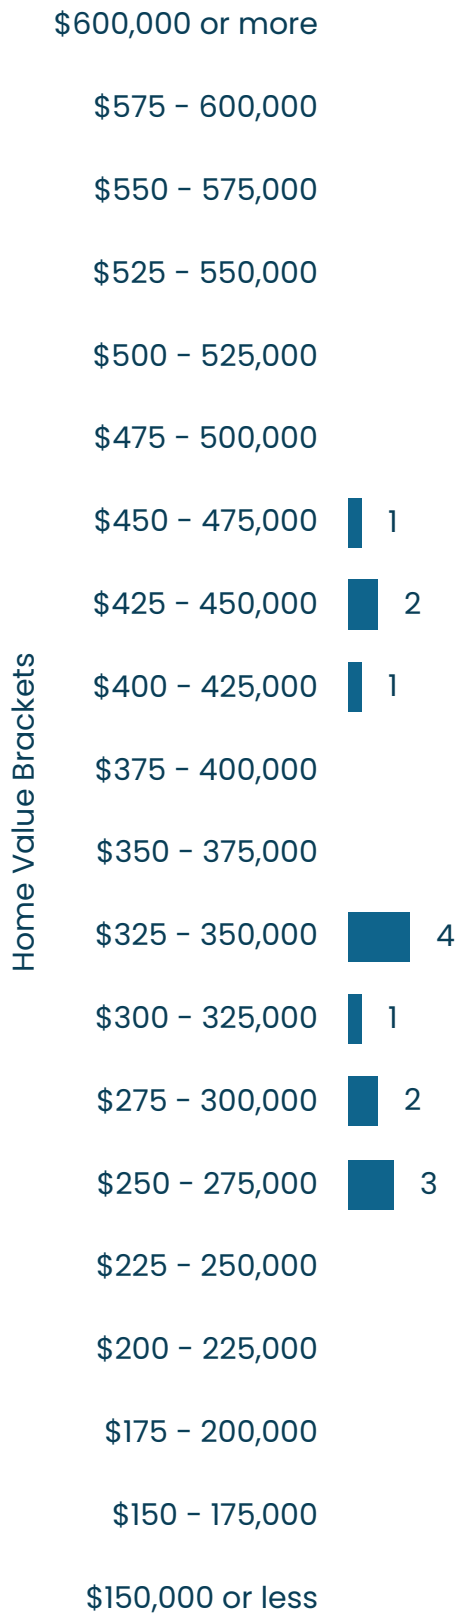 $600,000 or more
$575 - 600,000
$550 - 575,000
$525 - 550,000
$500 - 525,000
$475 - 500,000
$450 - 475,000 1
$425 - 450,000 2
$400 - 425,000 1
$375 - 400,000
$350 - 375,000
$325 - 350,000 4
$300 - 325,000 1
$275 - 300,000 2
$250 - 275,000 3
$225 - 250,000
$200 - 225,000
$175 - 200,000
$150 - 175,000
$150,000 or less
Home Value Brackets